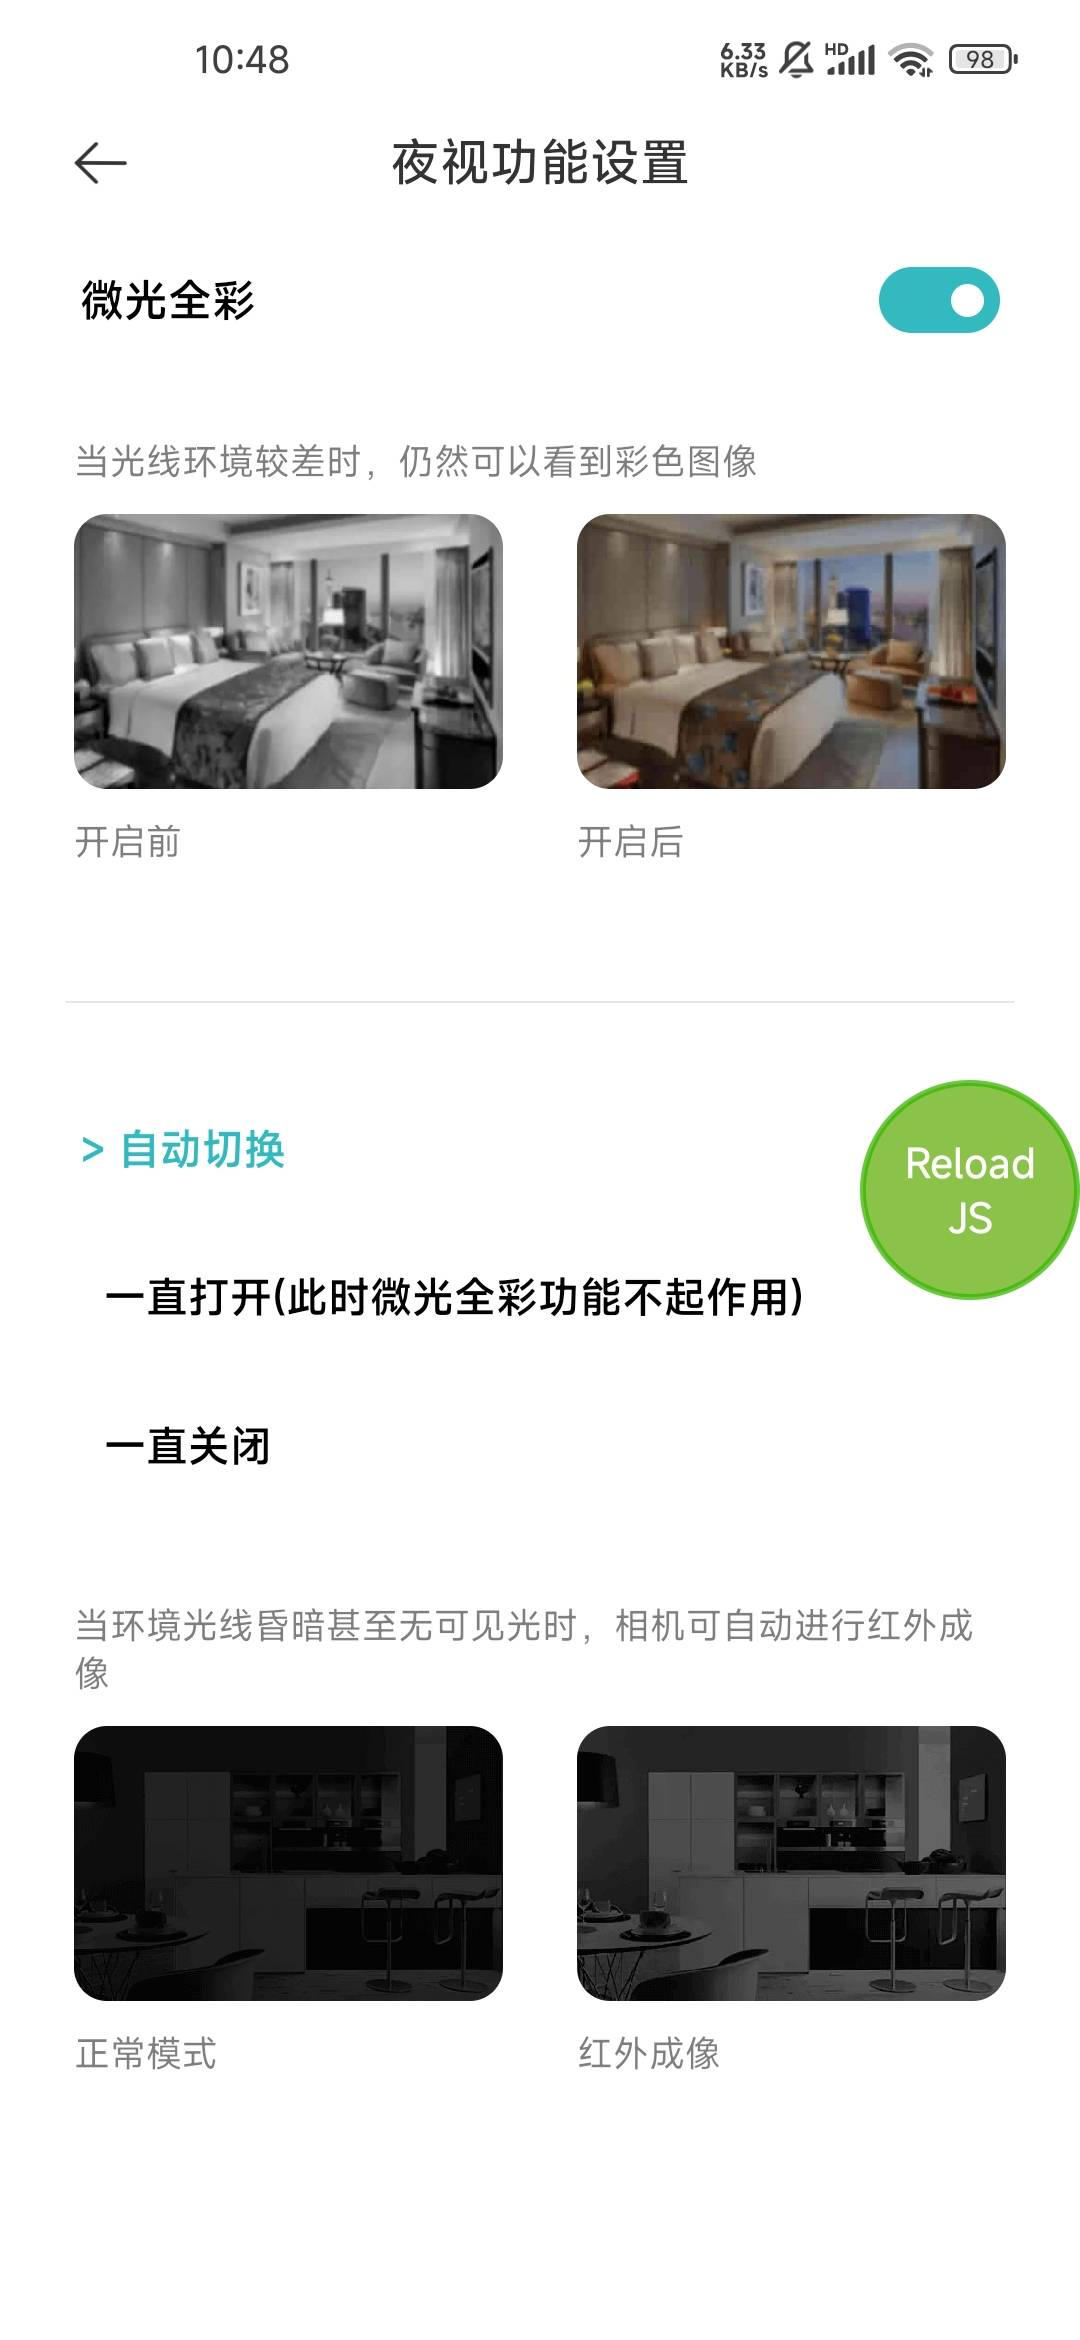 10:48
6.33
KB/s
HD
98
夜视功能设置
微光全彩
当光线环境较差时，仍然可以看到彩色图像
开启前
开启后
> 自动切换
Reload
JS
一直打开(此时微光全彩功能不起作用)
一直关闭
当环境光线昏暗甚至无可见光时，相机可自动进行红外成
像
正常模式
红外成像